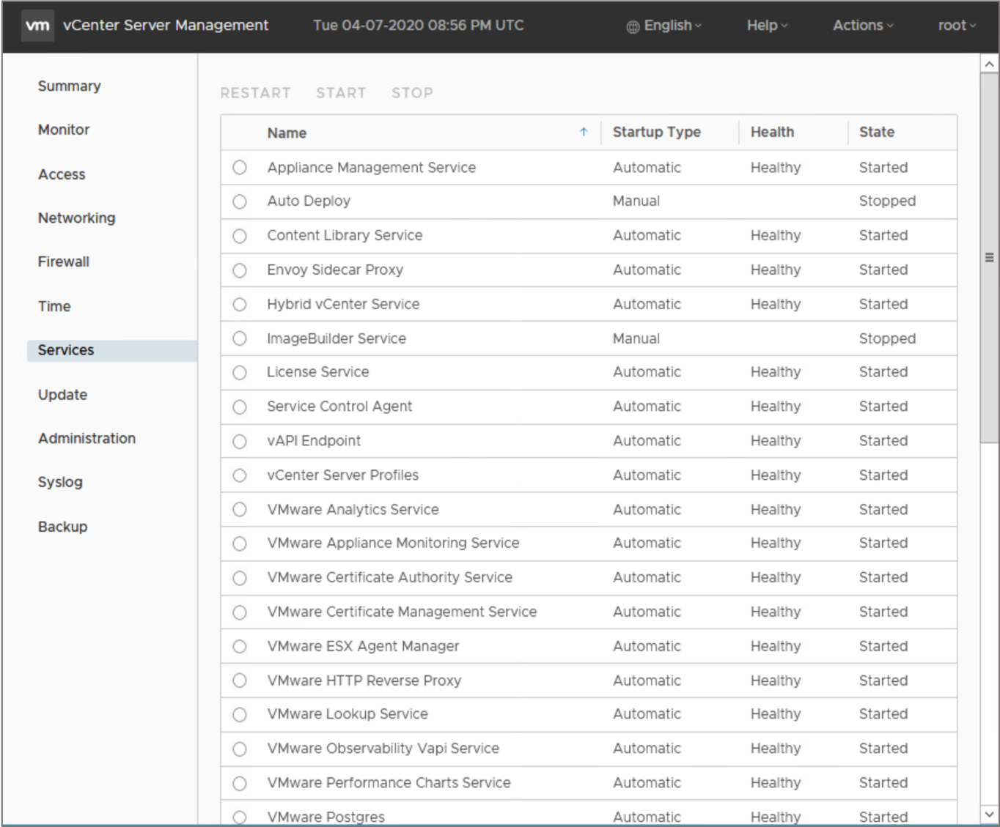 vm vCenter Server Management Tue 04-07-2020 08:56 PM UTC English Help Actions root
Summary
Monitor
Access
Networking
Firewall
Time
Services
Update
Administration
Syslog
Backup
RESTART START STOP
Name Startup Type Health State
Appliance Management Service Automatic Healthy Started
Auto Deploy Manual Stopped
Content Library Service Automatic Healthy Started
Envoy Sidecar Proxy Automatic Healthy Started
Hybrid vCenter Service Automatic Healthy Started
ImageBuilder Service Manual Stopped
License Service Automatic Healthy Started
Service Control Agent Automatic Healthy Started
vAPI Endpoint Automatic Healthy Started
vCenter Server Profiles Automatic Healthy Started
VMware Analytics Service Automatic Healthy Started
VMware Appliance Monitoring Service Automatic Healthy Started
VMware Certificate Authority Service Automatic Healthy Started
VMware Certificate Management Service Automatic Healthy Started
VMware ESX Agent Manager Automatic Healthy Started
VMware HTTP Reverse Proxy Automatic Healthy Started
VMware Lookup Service Automatic Healthy Started
VMware Observability Vapi Service Automatic Healthy Started
VMware Performance Charts Service Automatic Healthy Started
VMware Postgres Automatic Healthy Started